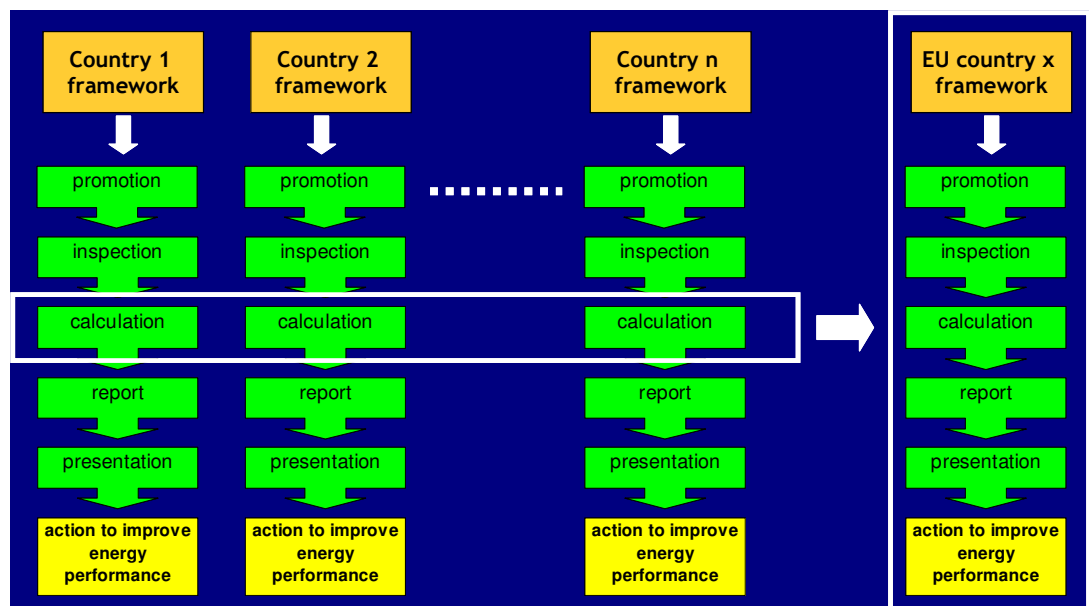 Country 1
framework
Country 2
framework
Country n
framework
EU country x
framework
promotion
promotion
promotion
promotion
inspection
inspection
inspection
inspection
calculation
calculation
calculation
calculation
report
report
report
report
presentation
presentation
presentation
presentation
action to improve
energy
performance
action to improve
energy
performance
action to improve
energy
performance
action to improve
energy
performance